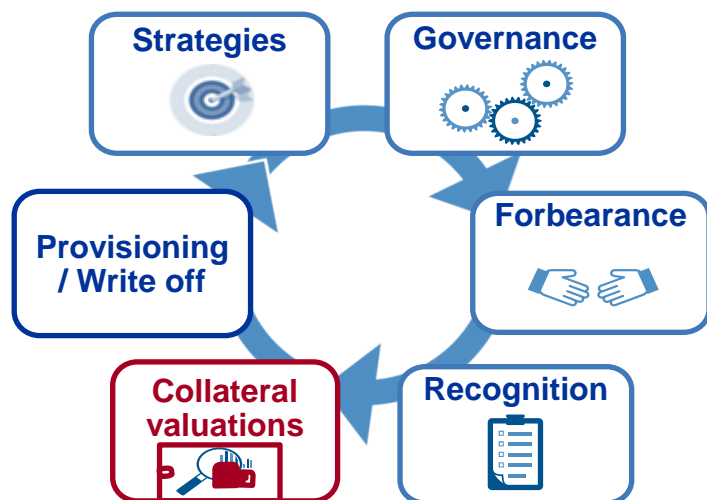 Strategies
Governance
Forbearance
Recognition
Collateral
valuations
Provisioning
/ Write off